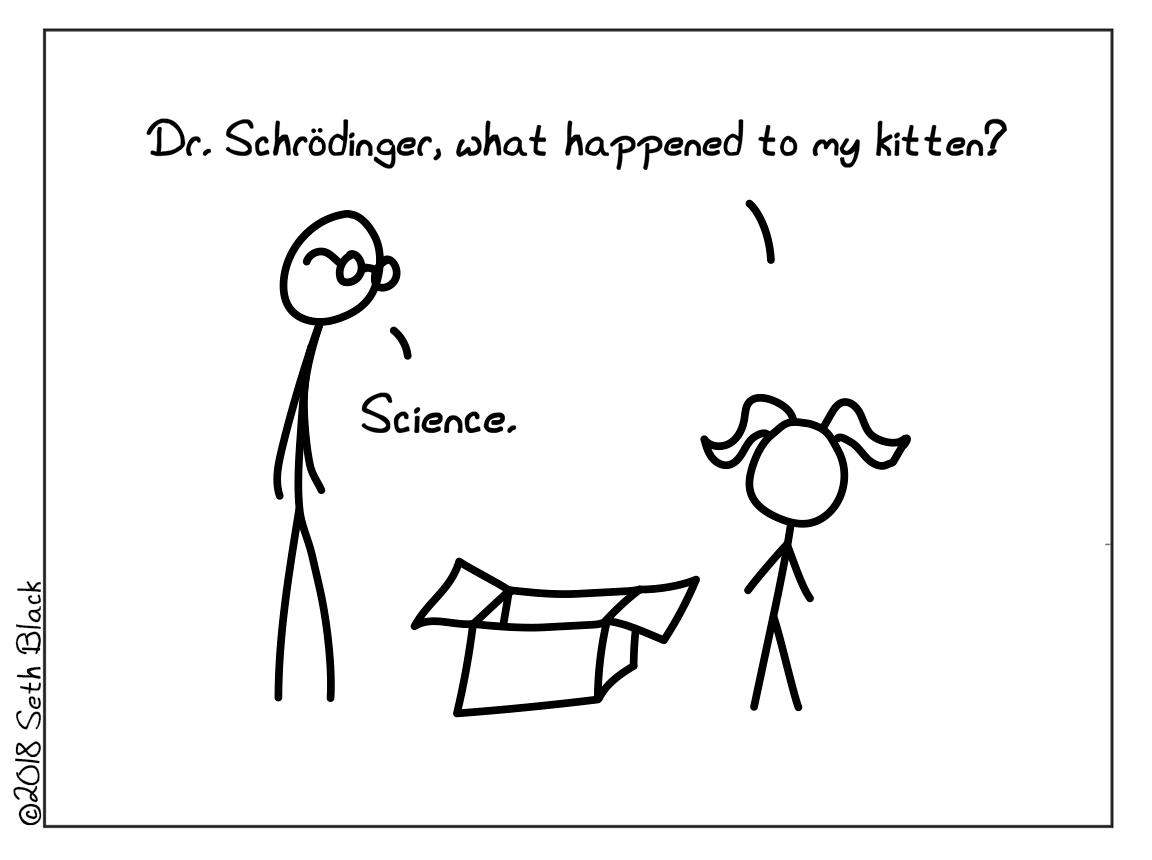 Dr. Schrödinger, what happened to my kitten?
Science.
©2018 Seth Black